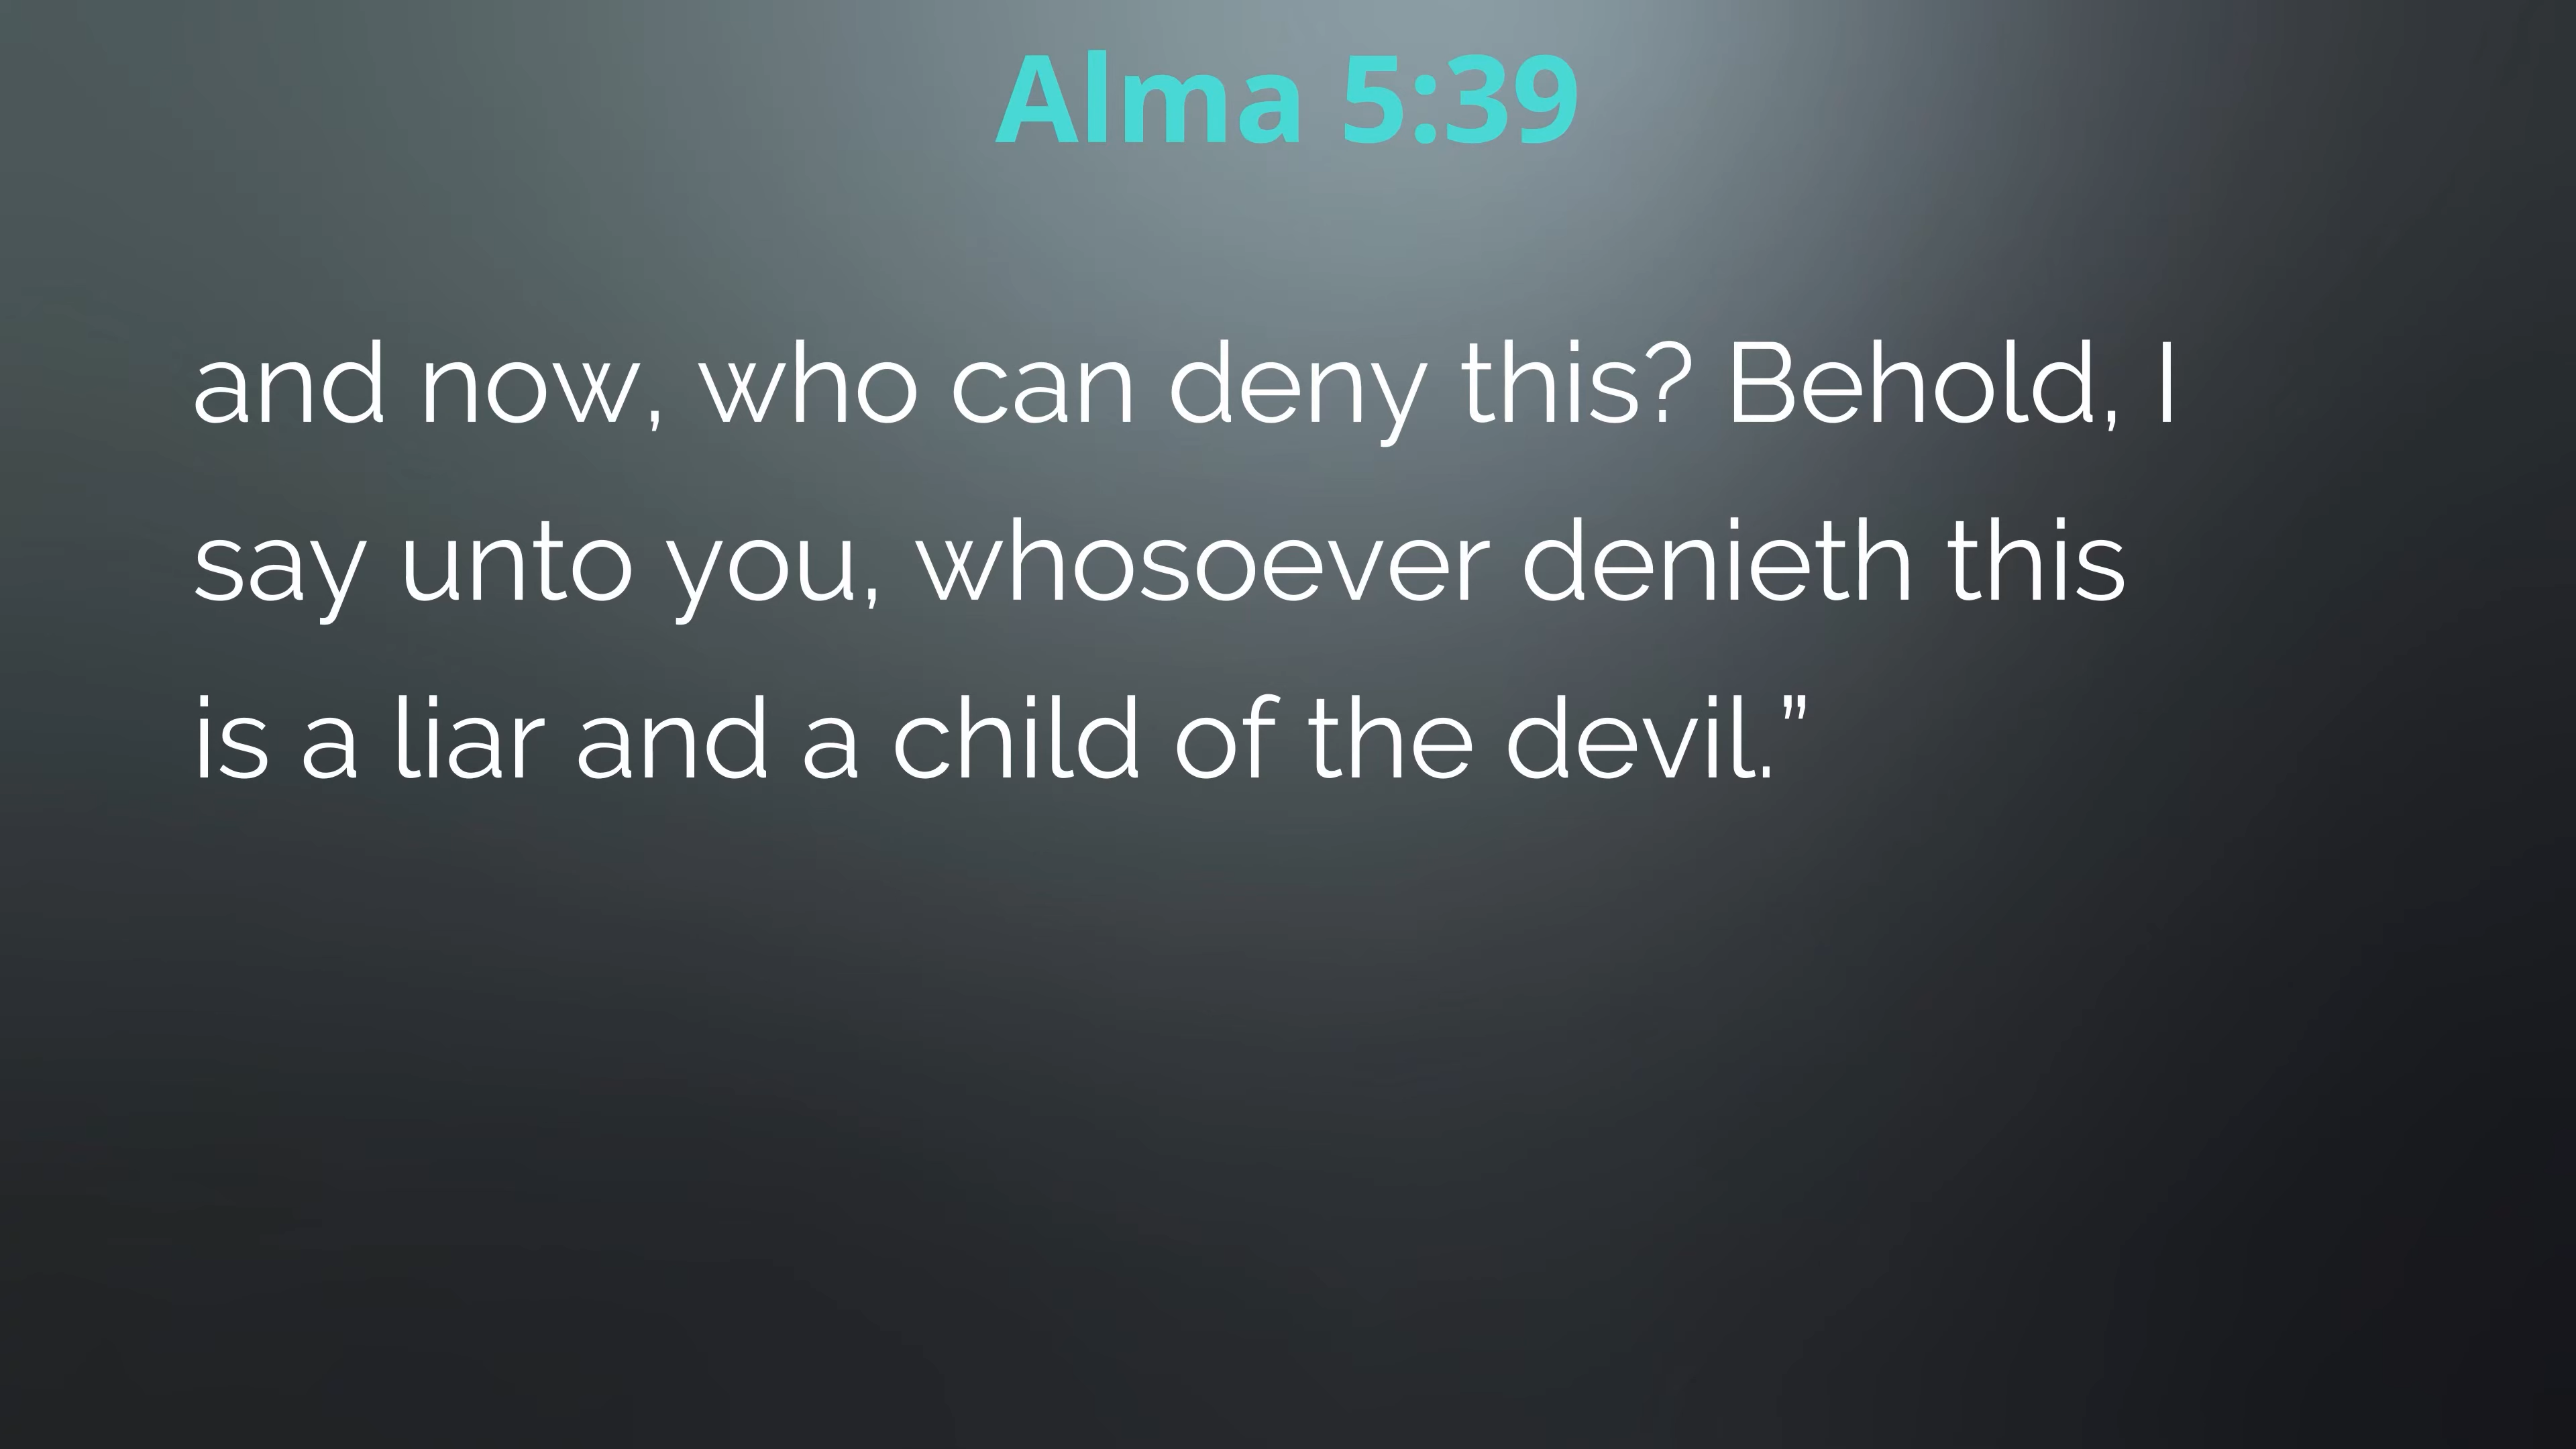 Alma 5:39
and now, who can deny this? Behold, I
say unto you, whosoever denieth this
is a liar and a child of the devil.”